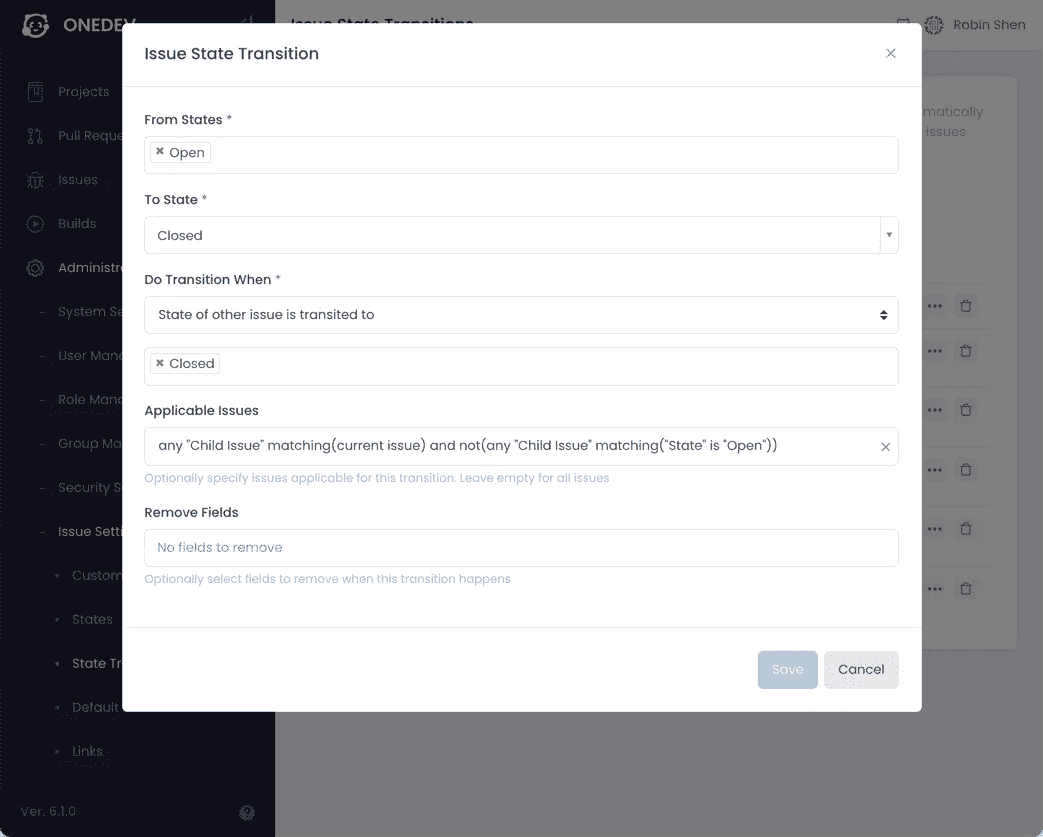 ONEDEV
Issue State Transitions
Robin Shen
Projects
Pull Reque
Issues
Builds
Administr
System Se
User Man
Role Mana
Group Ma
Security S
Issue Setti
Custom
States
State Tr
Default
Links
Ver. 6.1.0
matically
issues
Issue State Transition
From States *
✖ Open
To State *
Closed
Do Transition When *
State of other issue is transited to
✖ Closed
Applicable Issues
any "Child Issue" matching(current issue) and not(any "Child Issue" matching("State" is "Open"))
Optionally specify issues applicable for this transition. Leave empty for all issues
Remove Fields
No fields to remove
Optionally select fields to remove when this transition happens
Save
Cancel